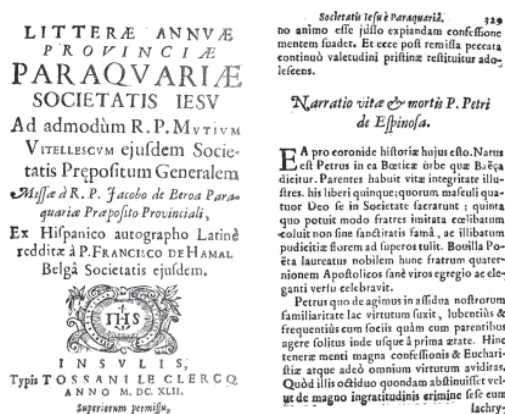 LITTERÆ ANNVÆ
PROVINCIÆ
PARAQVARIÆ
SOCIETATIS IESV
Ad admodùm R. P. MVTIVM
VITELLESCVM ejuſdem Socie-
tatis Prępoſitum Generalem
Miſſæ à R. P. Jacobo de Beroa Para-
quariæ Præpoſito Provinciali,
Ex Hiſpanico autographo Latinè
redditæ à P. FRANCISCO DE HAMAL
Belgâ Societatis ejuſdem.
IHS
INSVLIS,
Typis TOSSANI LE CLERCQ
ANNO M. DC. XLII.
Superiorum permiſſu,
Societatis Ieſu è Paraquariâ. 329
no animo eſſe juſſo expiandam confeſſione
mentem ſuadet. Et ecce poſt remiſſa peccata
continuò valetudini priſtinæ reſtituitur ado-
leſcens.
Narratio vitæ & mortis P. Petri
de Eſpinoſa.
EA pro coronide hiſtoriæ hujus eſto. Natus
eſt Petrus in ea Bœticæ ùrbe quæ Baëça
dicitur. Parentes habuit vitæ integritate illu-
ſtres. his liberi quinque: quorum maſculi qua-
tuor Deo ſe in Societate ſacrarunt; quinta
quo potuit modo fratres imitata cœlibatum
coluit non ſine ſanctitatis famâ, ac illibatum
pudicitiæ florem ad ſuperos tulit. Bouilla Po-
ëta laureatus nobilem hunc fratrum quater-
nionem Apoſtolicos ſanè viros egregio ac ele-
ganti verſu celebravit.
Petrus quo de agimus in aſſidua noſtrorum
familiaritate lac virtutum ſuxit, lubentiùs &
frequentiùs cum ſociis quàm cum parentibus
agere ſolitus inde uſque à prima ætate. Hinc
teneræ menti magna confeſſionis & Euchari-
ſtiæ atque adeò omnium virtutum aviditas.
Quòd illis octiduo quondam abſtinuiſſet vel-
ut de magno ingratitudinis crimine ſeſe cum
lachry-